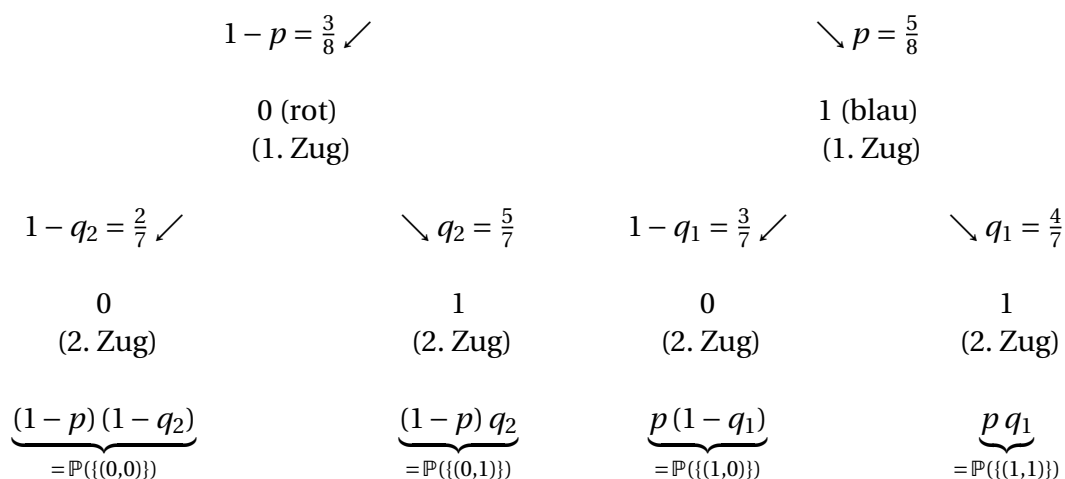 1 − p = 3/8 ↙ ↘ p = 5/8
0 (rot) 1 (blau)
(1. Zug) (1. Zug)
1 − q₂ = 2/7 ↙ ↘ q₂ = 5/7 1 − q₁ = 3/7 ↙ ↘ q₁ = 4/7
0 1 0 1
(2. Zug) (2. Zug) (2. Zug) (2. Zug)
(1 − p) (1 − q₂) (1 − p) q₂ p (1 − q₁) p q₁
=ℙ({(0,0)}) =ℙ({(0,1)}) =ℙ({(1,0)}) =ℙ({(1,1)})